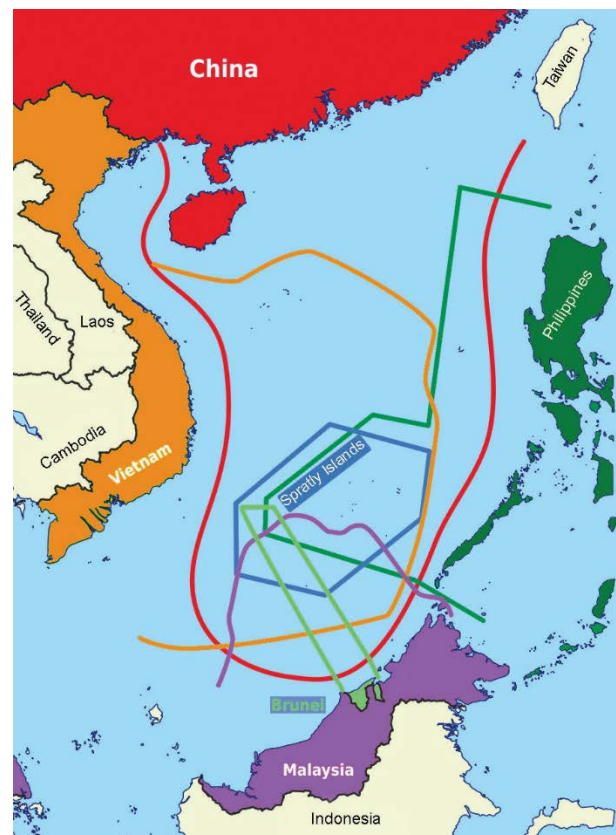 China
Taiwan
Thailand
Laos
Philippines
Cambodia
Vietnam
Spratly Islands
Brunei
Malaysia
Indonesia